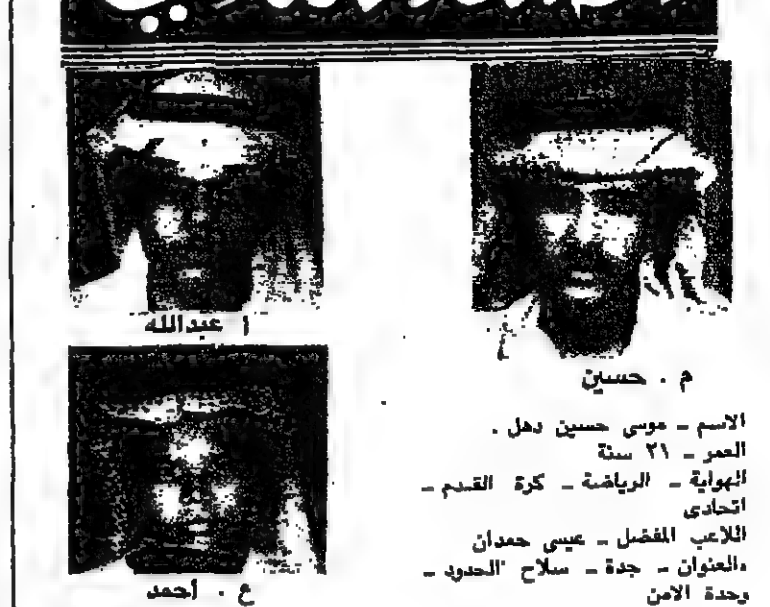 م . حسين
الاسم ـ موسى حسين دهل .
العمر ـ ٢١ سنة
الهواية ـ الرياضة ـ كرة القدم ـ
اتحادى
اللاعب المفضل ـ عيسى حمدان
العنوان ـ جدة ـ سلاح الحدود ـ
وحدة الامن
ا عبدالله
ع . أحمد